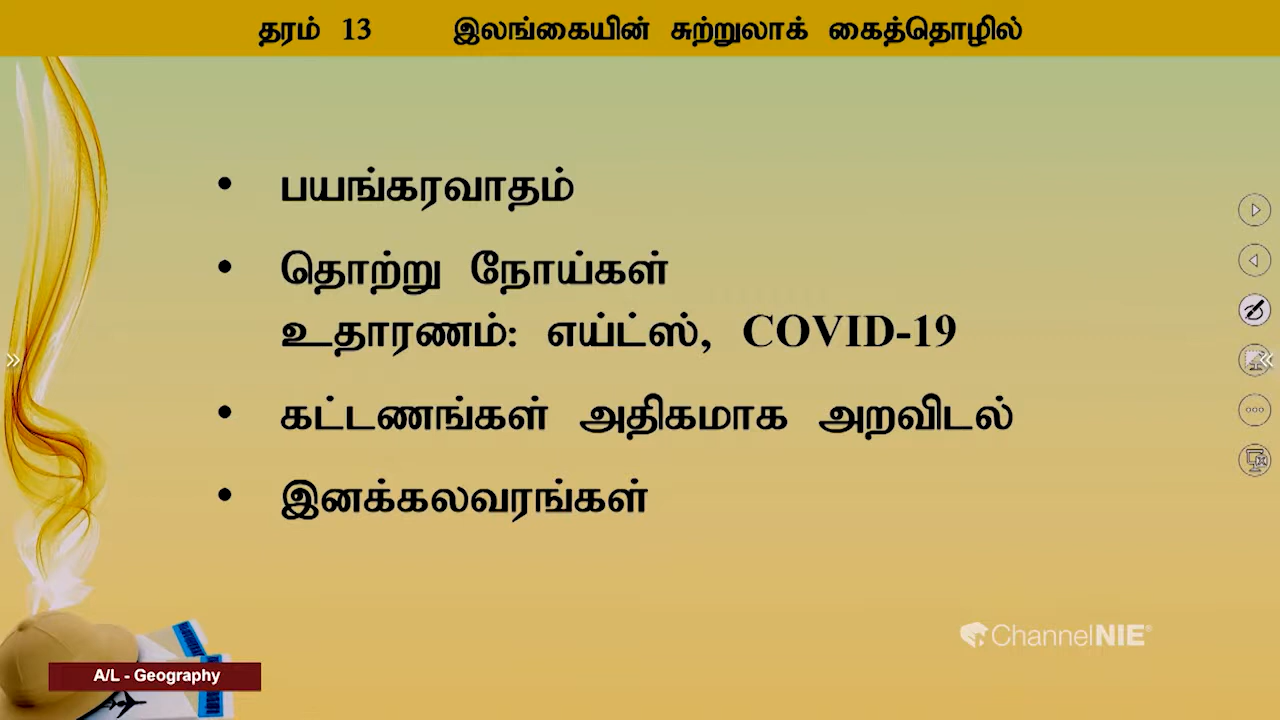 தரம் 13 இலங்கையின் சுற்றுலாக் கைத்தொழில்
• பயங்கரவாதம்
• தொற்று நோய்கள்
உதாரணம்: எய்ட்ஸ், COVID-19
• கட்டணங்கள் அதிகமாக அறவிடல்
• இனக்கலவரங்கள்
ChannelNIE
A/L - Geography